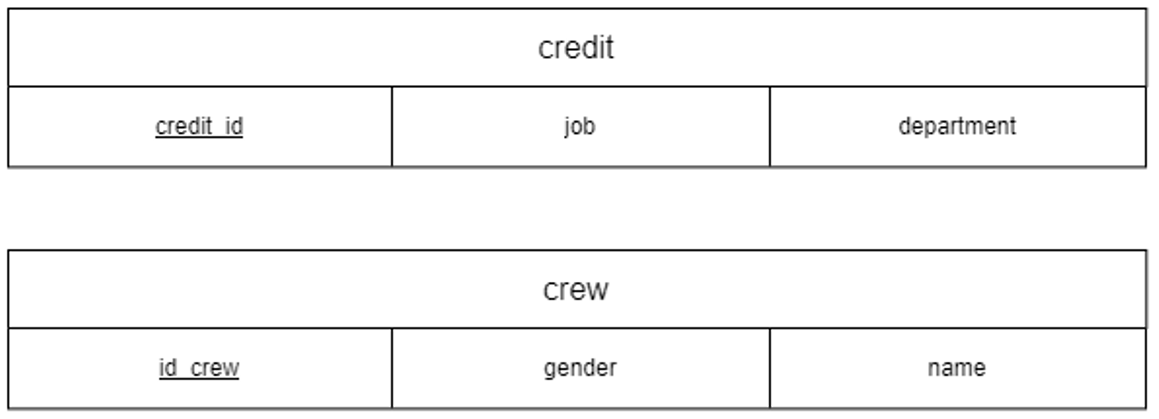 credit
credit_id job department
crew
id_crew gender name